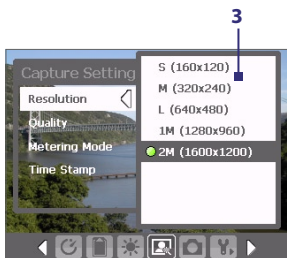 3
Capture Setting
Resolution
Quality
Metering Mode
Time Stamp
S (160x120)
M (320x240)
L (640x480)
1M (1280x960)
2M (1600x1200)